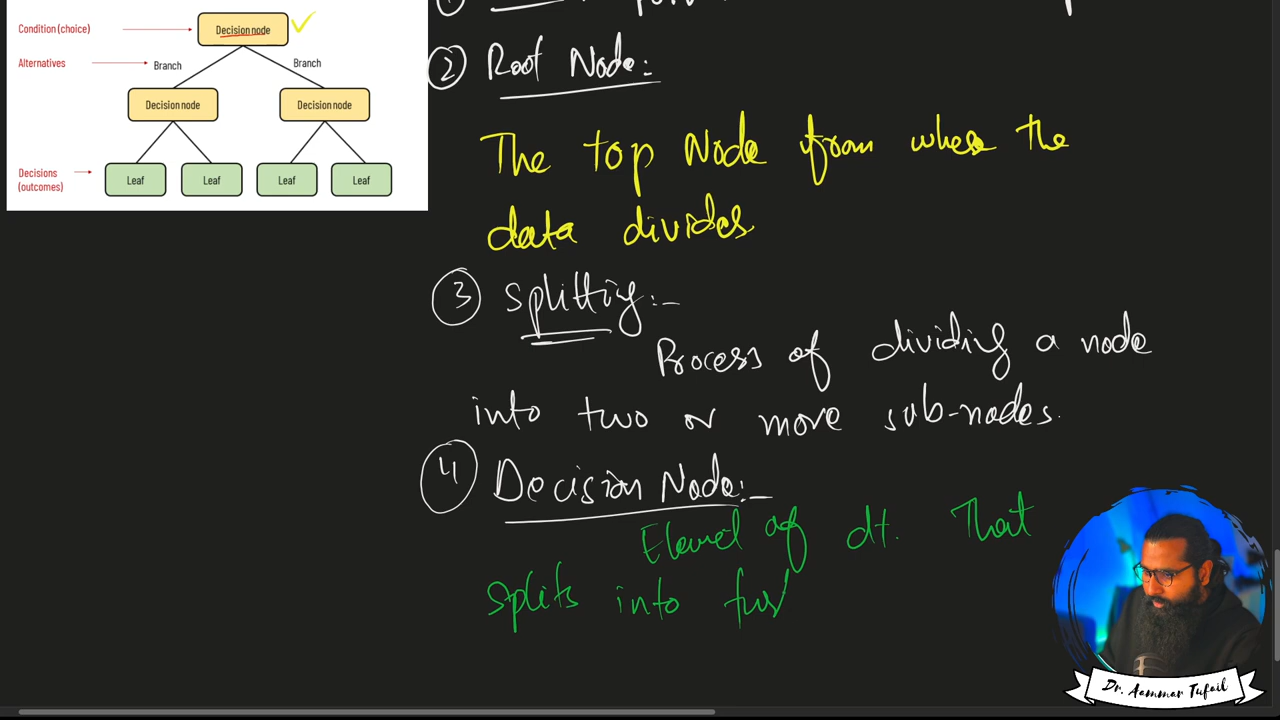 Condition (choice)
Decision node
Alternatives
Branch
Branch
Decision node
Decision node
Decisions
(outcomes)
Leaf
Leaf
Leaf
Leaf
2 Root Node:
The top Node from where the
data divides.
3 Splitting:-
Process of dividing a node
into two or more sub-nodes.
4 Decision Node:-
of dt. That
splits into
Dr. Aammar Tufail